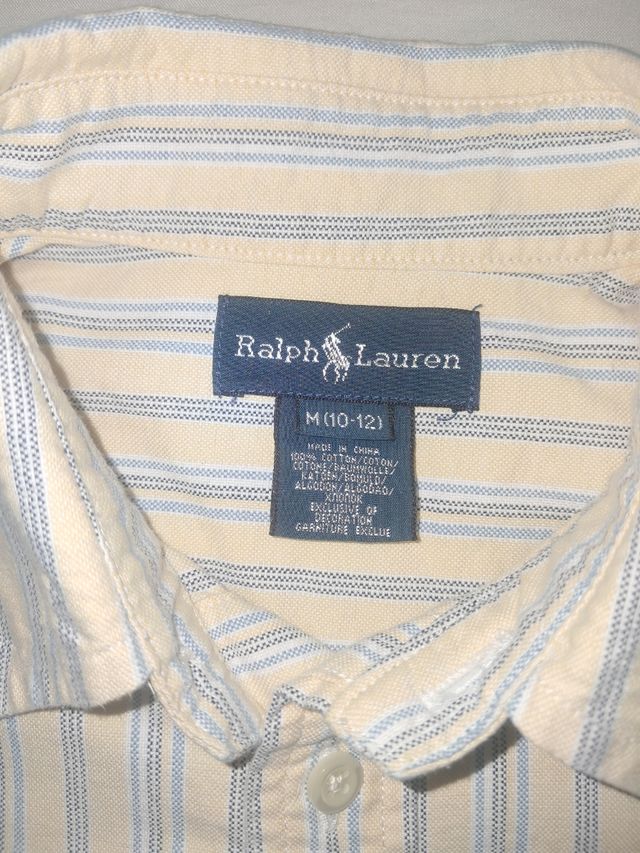 Ralph Lauren
M (10-12)
MADE IN CHINA
100% COTTON/COTON/
COTONE/BAUMWOLLE/
KATOEN/BOMULD/
ALGODON/ALGODAO/
ХЛОПОК
EXCLUSIVE OF
DECORATION
GARNITURE EXCLUE